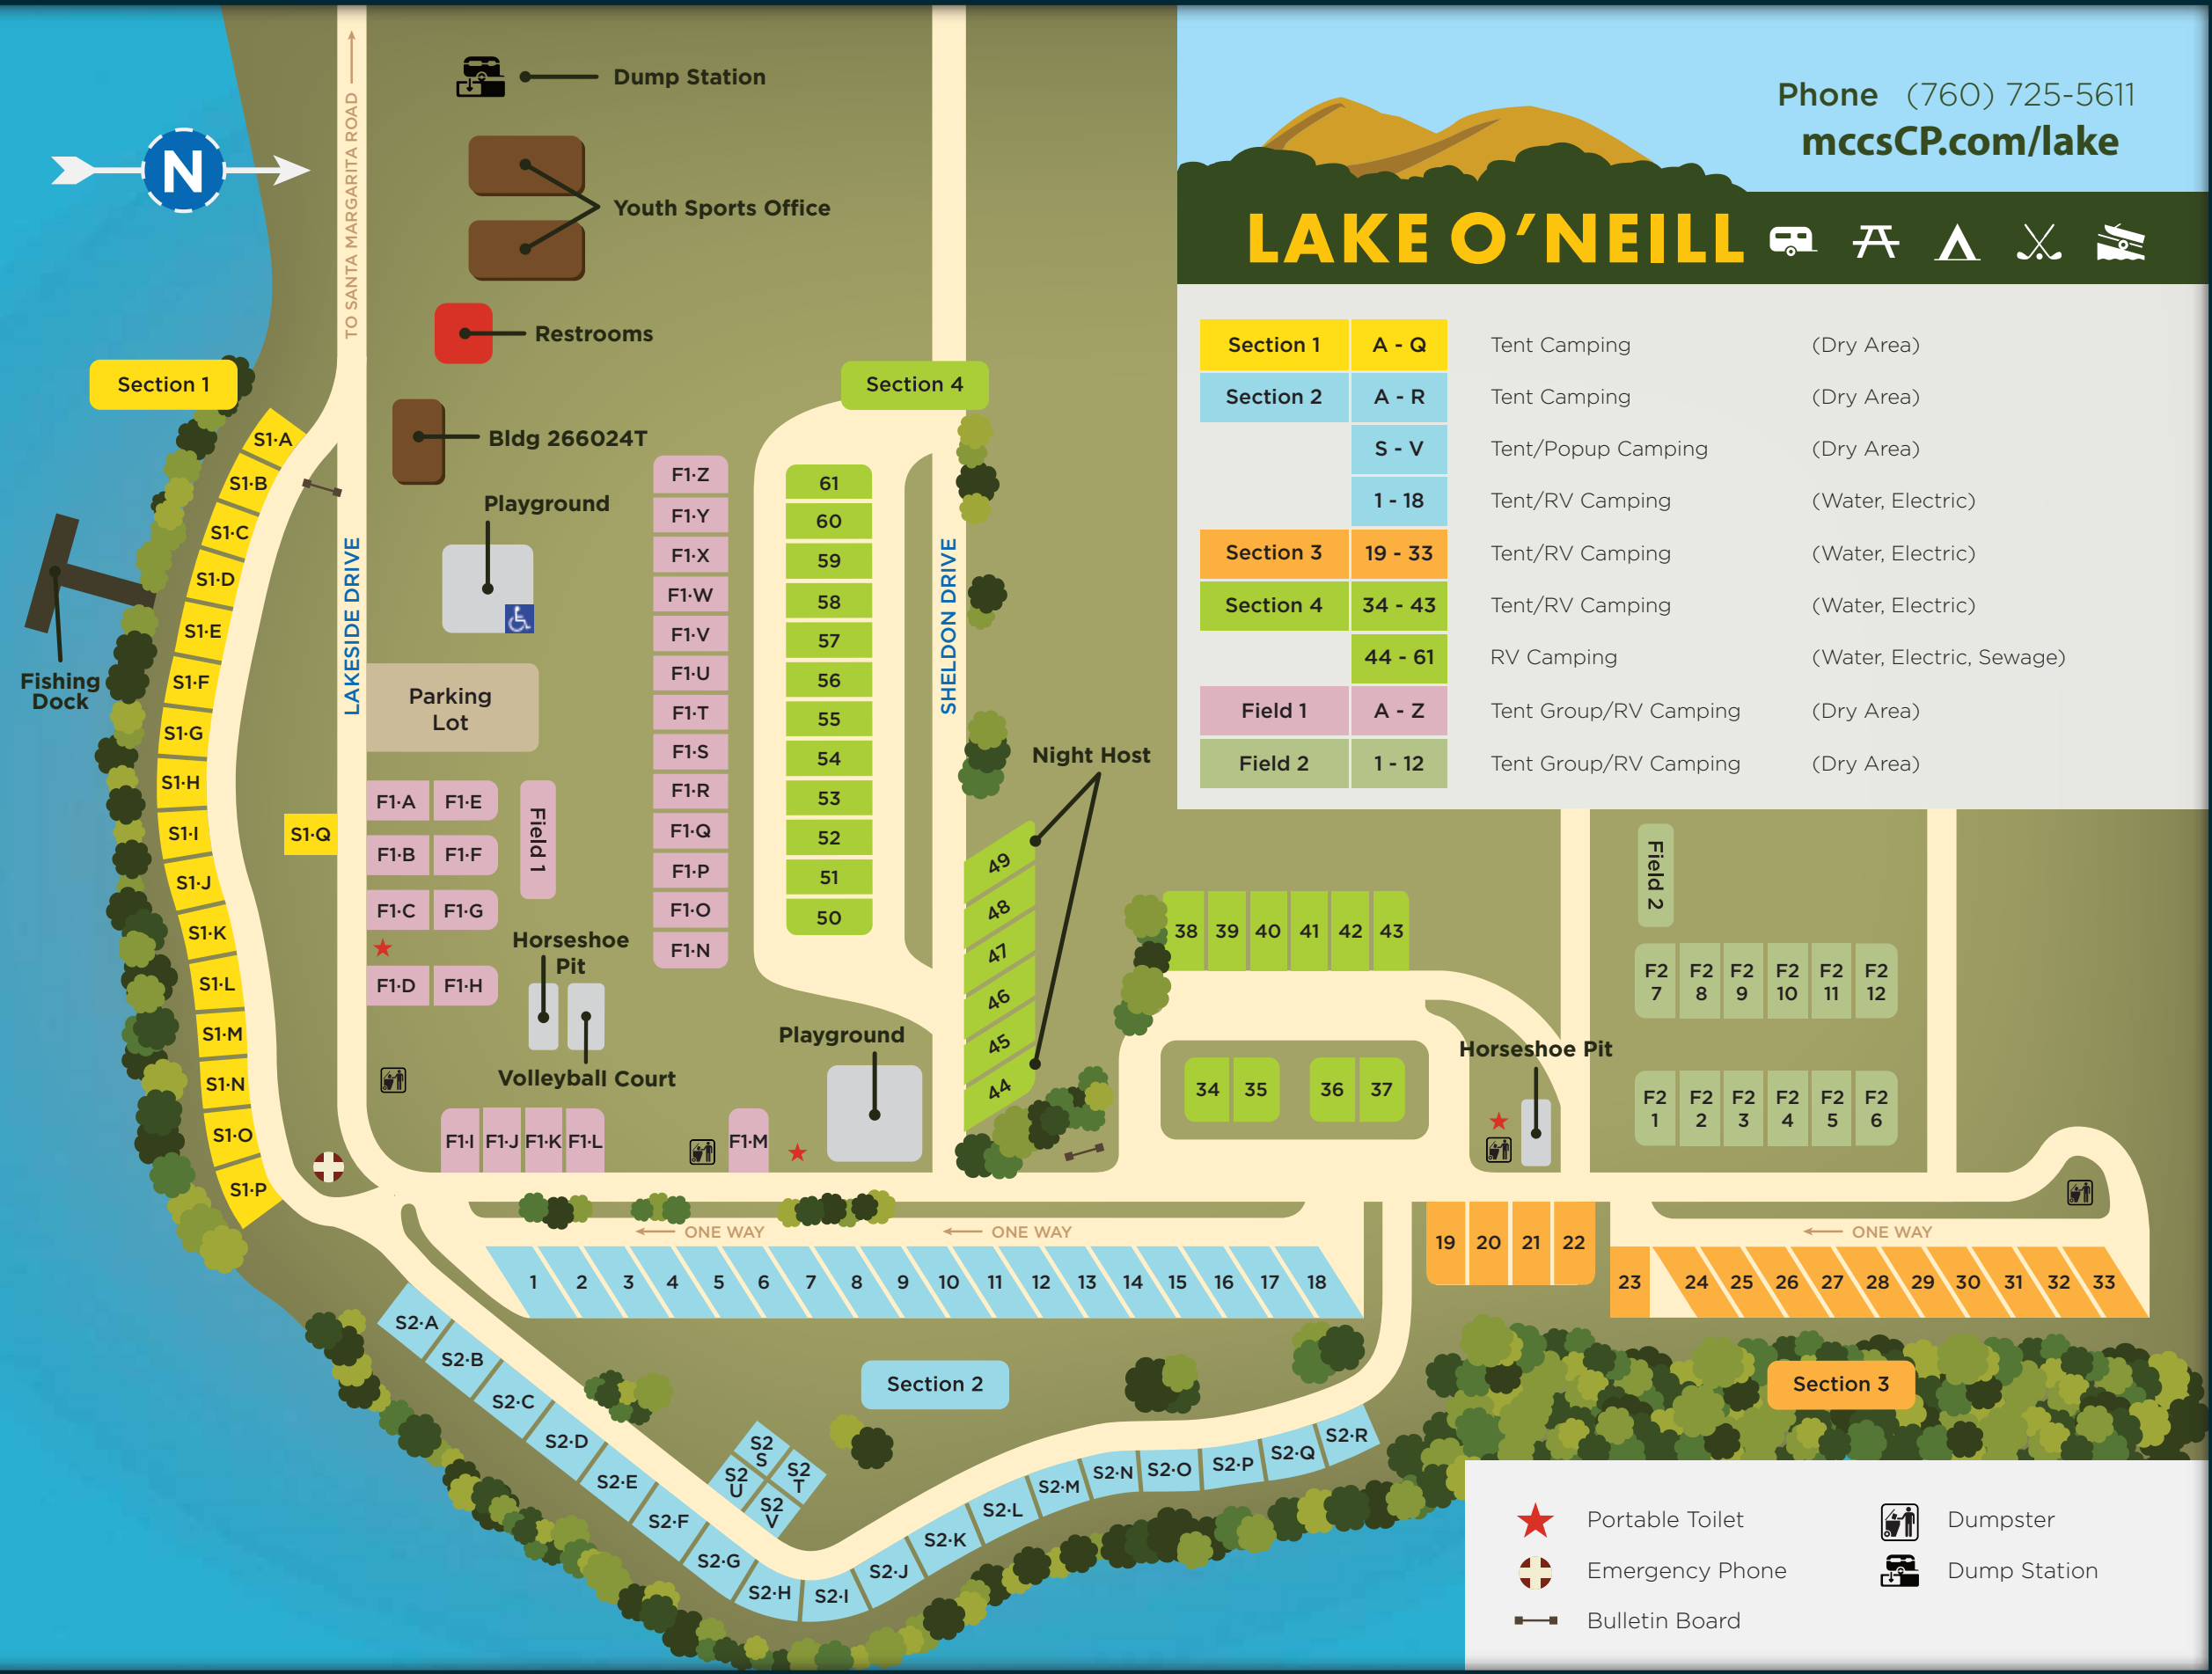 Phone (760) 725-5611
mccsCP.com/lake
LAKE O'NEILL
Section 1 A - Q Tent Camping (Dry Area)
Section 2 A - R Tent Camping (Dry Area)
S - V Tent/Popup Camping (Dry Area)
1 - 18 Tent/RV Camping (Water, Electric)
Section 3 19 - 33 Tent/RV Camping (Water, Electric)
Section 4 34 - 43 Tent/RV Camping (Water, Electric)
44 - 61 RV Camping (Water, Electric, Sewage)
Field 1 A - Z Tent Group/RV Camping (Dry Area)
Field 2 1 - 12 Tent Group/RV Camping (Dry Area)
N
TO SANTA MARGARITA ROAD
LAKESIDE DRIVE
Dump Station
Youth Sports Office
Restrooms
Bldg 266024T
Playground
Parking
Lot
Section 1
S1·A
S1·B
S1·C
S1·D
S1·E
S1·F
S1·G
S1·H
S1·I
S1·J
S1·K
S1·L
S1·M
S1·N
S1·O
S1·P
S1·Q
Fishing
Dock
F1·A F1·E
F1·B F1·F
F1·C F1·G
F1·D F1·H
Field 1
Horseshoe
Pit
Volleyball Court
F1·I F1·J F1·K F1·L
F1·M
F1·Z
F1·Y
F1·X
F1·W
F1·V
F1·U
F1·T
F1·S
F1·R
F1·Q
F1·P
F1·O
F1·N
Section 4
61
60
59
58
57
56
55
54
53
52
51
50
SHELDON DRIVE
Playground
Night Host
49
48
47
46
45
44
38 39 40 41 42 43
34 35 36 37
Horseshoe Pit
Field 2
F2 F2 F2 F2 F2 F2
7 8 9 10 11 12
F2 F2 F2 F2 F2 F2
1 2 3 4 5 6
ONE WAY
ONE WAY
ONE WAY
1 2 3 4 5 6 7 8 9 10 11 12 13 14 15 16 17 18
19 20 21 22
23 24 25 26 27 28 29 30 31 32 33
Section 2
Section 3
S2·A
S2·B
S2·C
S2·D
S2·E
S2·F
S2·G
S2·H
S2·I
S2·J
S2·K
S2·L
S2·M
S2·N
S2·O
S2·P
S2·Q
S2·R
S2
S
S2
T
S2
U
S2
V
Portable Toilet
Emergency Phone
Bulletin Board
Dumpster
Dump Station